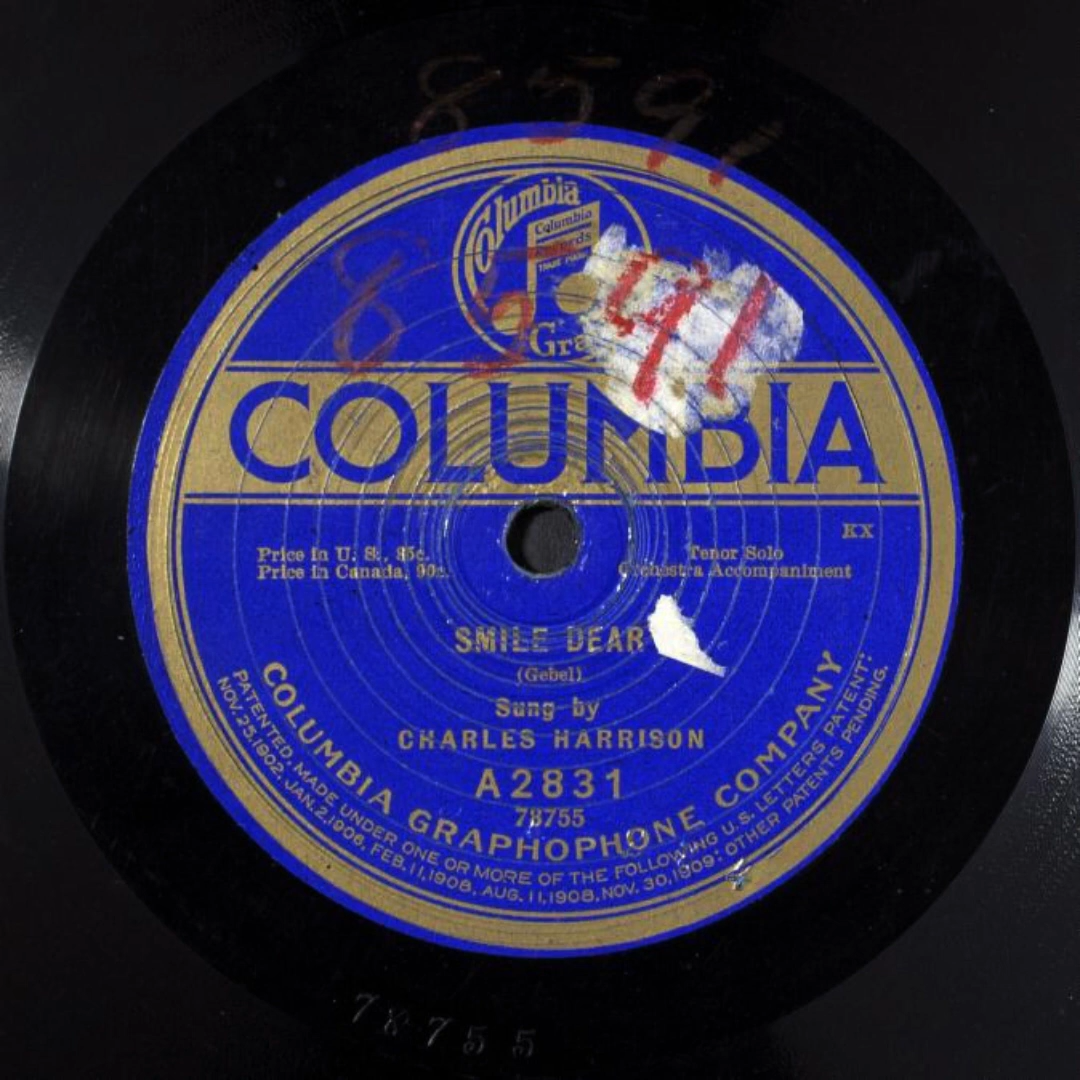 8591
Columbia
Columbia
Records
TRADE MARK
8591
COLUMBIA
KX
Price in U. S., 85c.
Price in Canada, 90c.
Tenor Solo
Orchestra Accompaniment
SMILE DEAR
(Gebel)
Sung by
CHARLES HARRISON
A2831
78755
COLUMBIA GRAPHOPHONE COMPANY
PATENTED, MADE UNDER ONE OR MORE OF THE FOLLOWING U.S. LETTERS PATENT:
NOV.25,1902, JAN.2,1906, FEB.11,1908, AUG.11,1908, NOV.30,1909: OTHER PATENTS PENDING.
78755